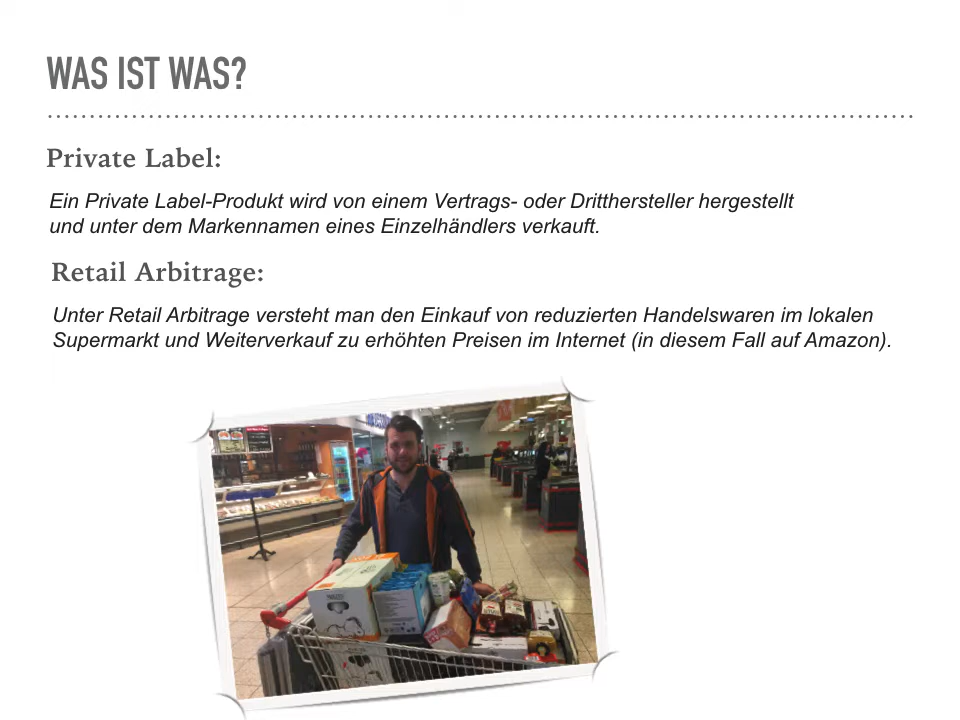 WAS IST WAS?
Private Label:
Ein Private Label-Produkt wird von einem Vertrags- oder Dritthersteller hergestellt
und unter dem Markennamen eines Einzelhändlers verkauft.
Retail Arbitrage:
Unter Retail Arbitrage versteht man den Einkauf von reduzierten Handelswaren im lokalen
Supermarkt und Weiterverkauf zu erhöhten Preisen im Internet (in diesem Fall auf Amazon).